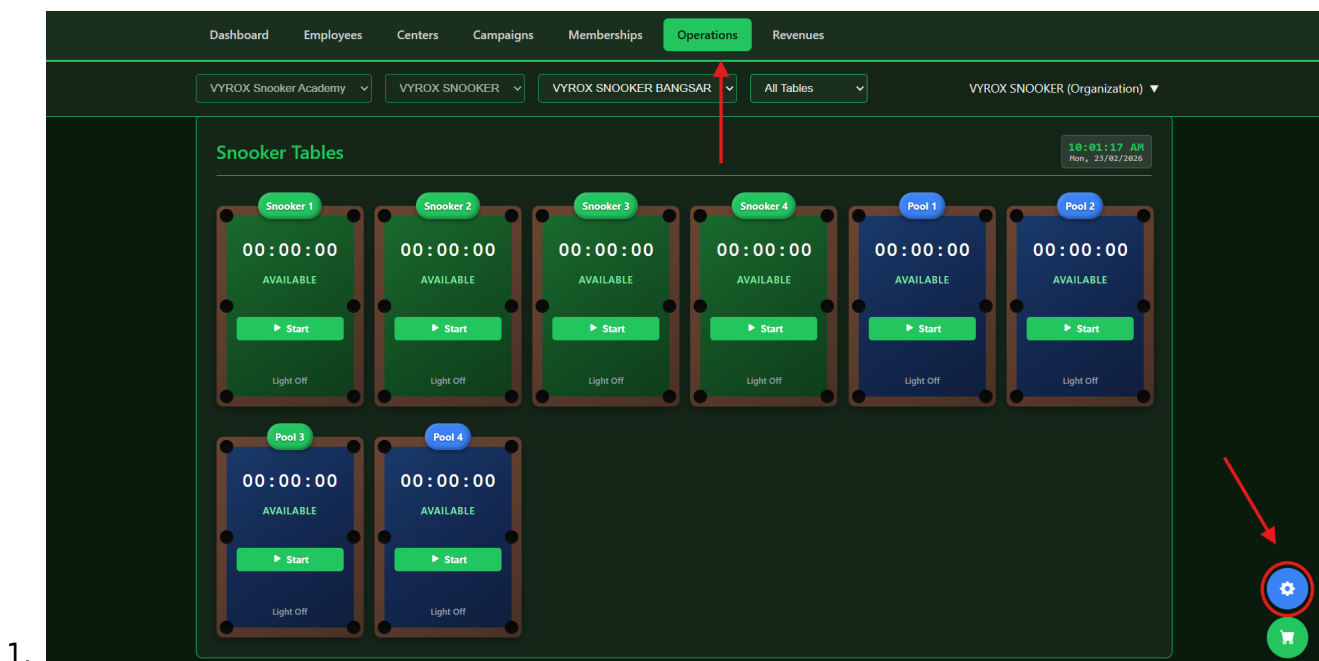 Dashboard Employees Centers Campaigns Memberships Operations Revenues
VYROX Snooker Academy VYROX SNOOKER VYROX SNOOKER BANGSAR All Tables VYROX SNOOKER (Organization) ▼
Snooker Tables
10:01:17 AM
Mon, 23/02/2026
Snooker 1 Snooker 2 Snooker 3 Snooker 4 Pool 1 Pool 2
00:00:00 00:00:00 00:00:00 00:00:00 00:00:00 00:00:00
AVAILABLE AVAILABLE AVAILABLE AVAILABLE AVAILABLE AVAILABLE
Start Start Start Start Start Start
Light Off Light Off Light Off Light Off Light Off Light Off
Pool 3 Pool 4
00:00:00 00:00:00
AVAILABLE AVAILABLE
Start Start
Light Off Light Off
1.